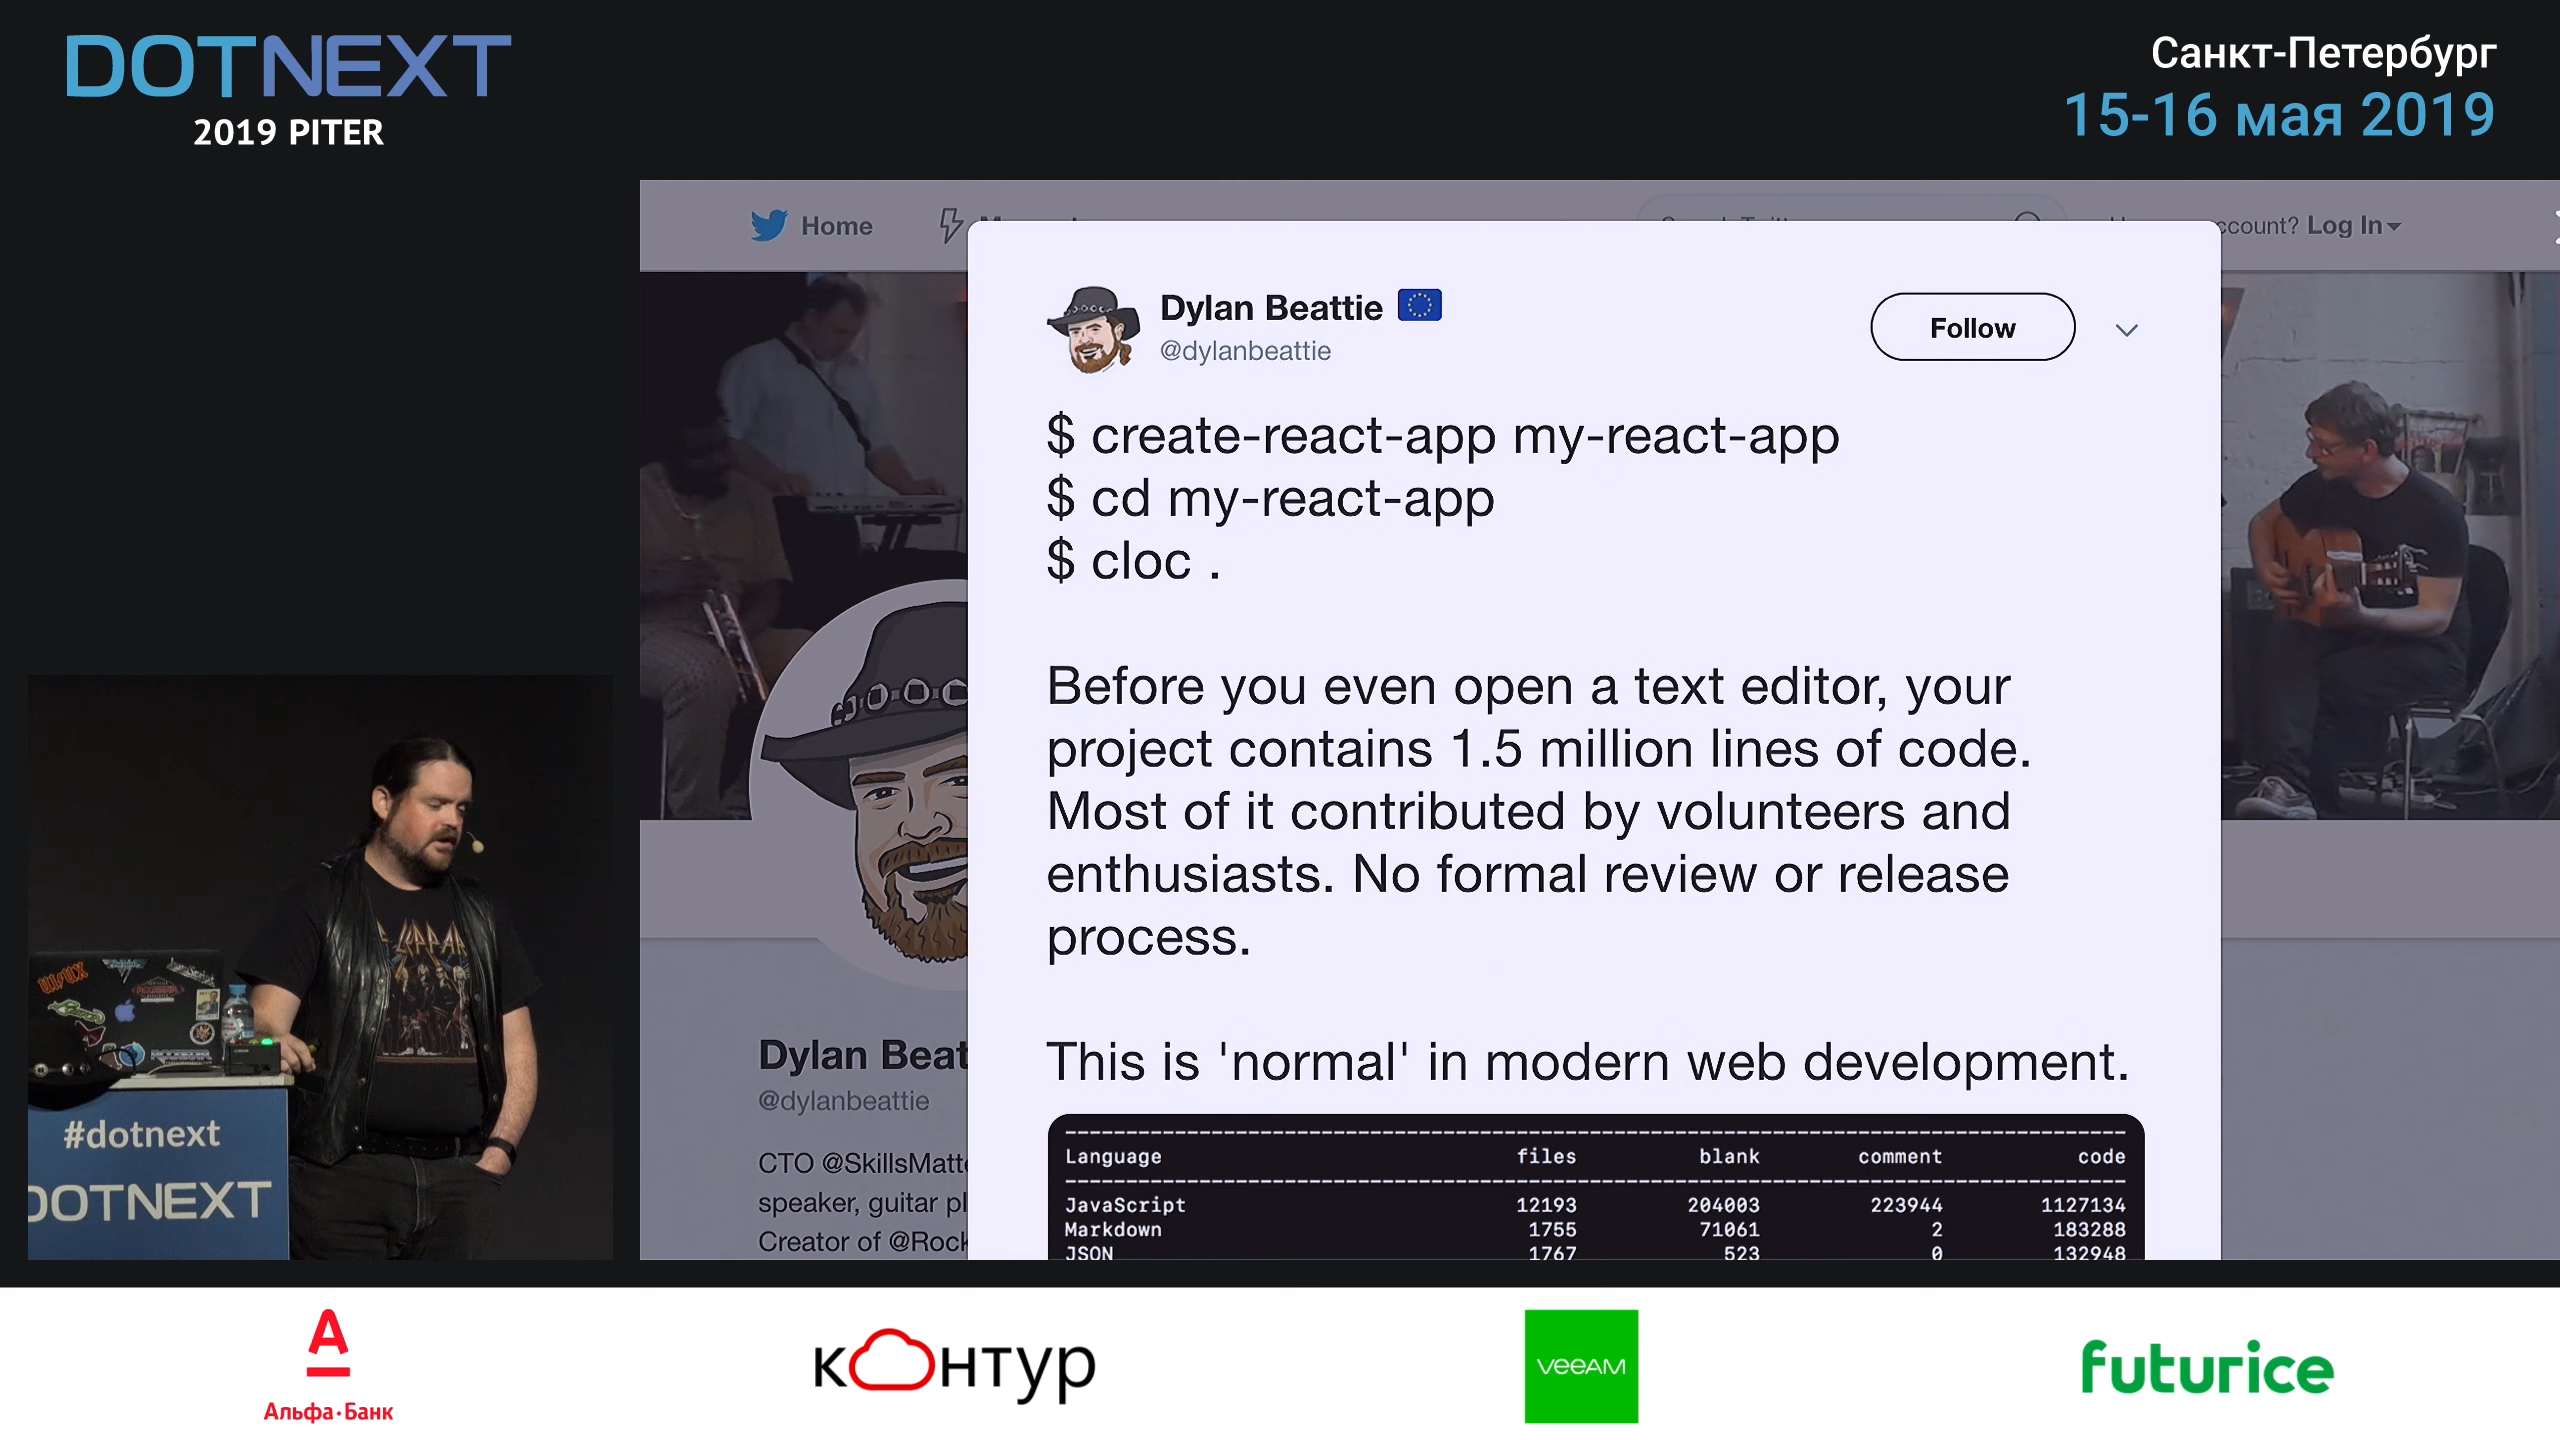 DOTNEXT
2019 PITER
Санкт-Петербург
15-16 мая 2019
Home
ccount? Log In
Dylan Beattie
@dylanbeattie
Follow
$ create-react-app my-react-app
$ cd my-react-app
$ cloc .
Before you even open a text editor, your
project contains 1.5 million lines of code.
Most of it contributed by volunteers and
enthusiasts. No formal review or release
process.
This is 'normal' in modern web development.
Language files blank comment code
JavaScript 12193 204003 223944 1127134
Markdown 1755 71061 2 183288
JSON 1767 523 0 132948
Dylan Beat
@dylanbeattie
CTO @SkillsMatte
speaker, guitar pl
Creator of @Rock
#dotnext
DOTNEXT
Альфа·Банк
контур
veeam
futurice